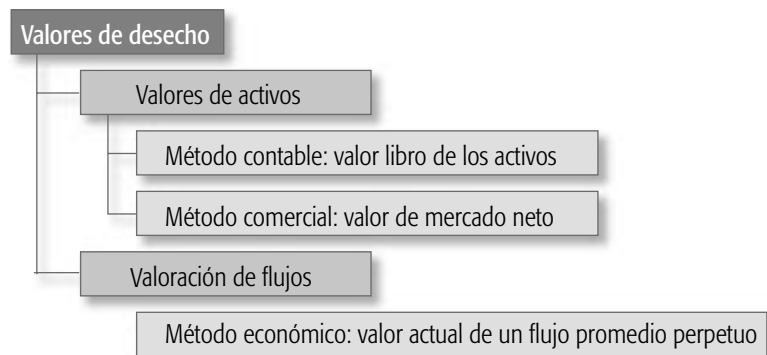 Valores de desecho
Valores de activos
Método contable: valor libro de los activos
Método comercial: valor de mercado neto
Valoración de flujos
Método económico: valor actual de un flujo promedio perpetuo